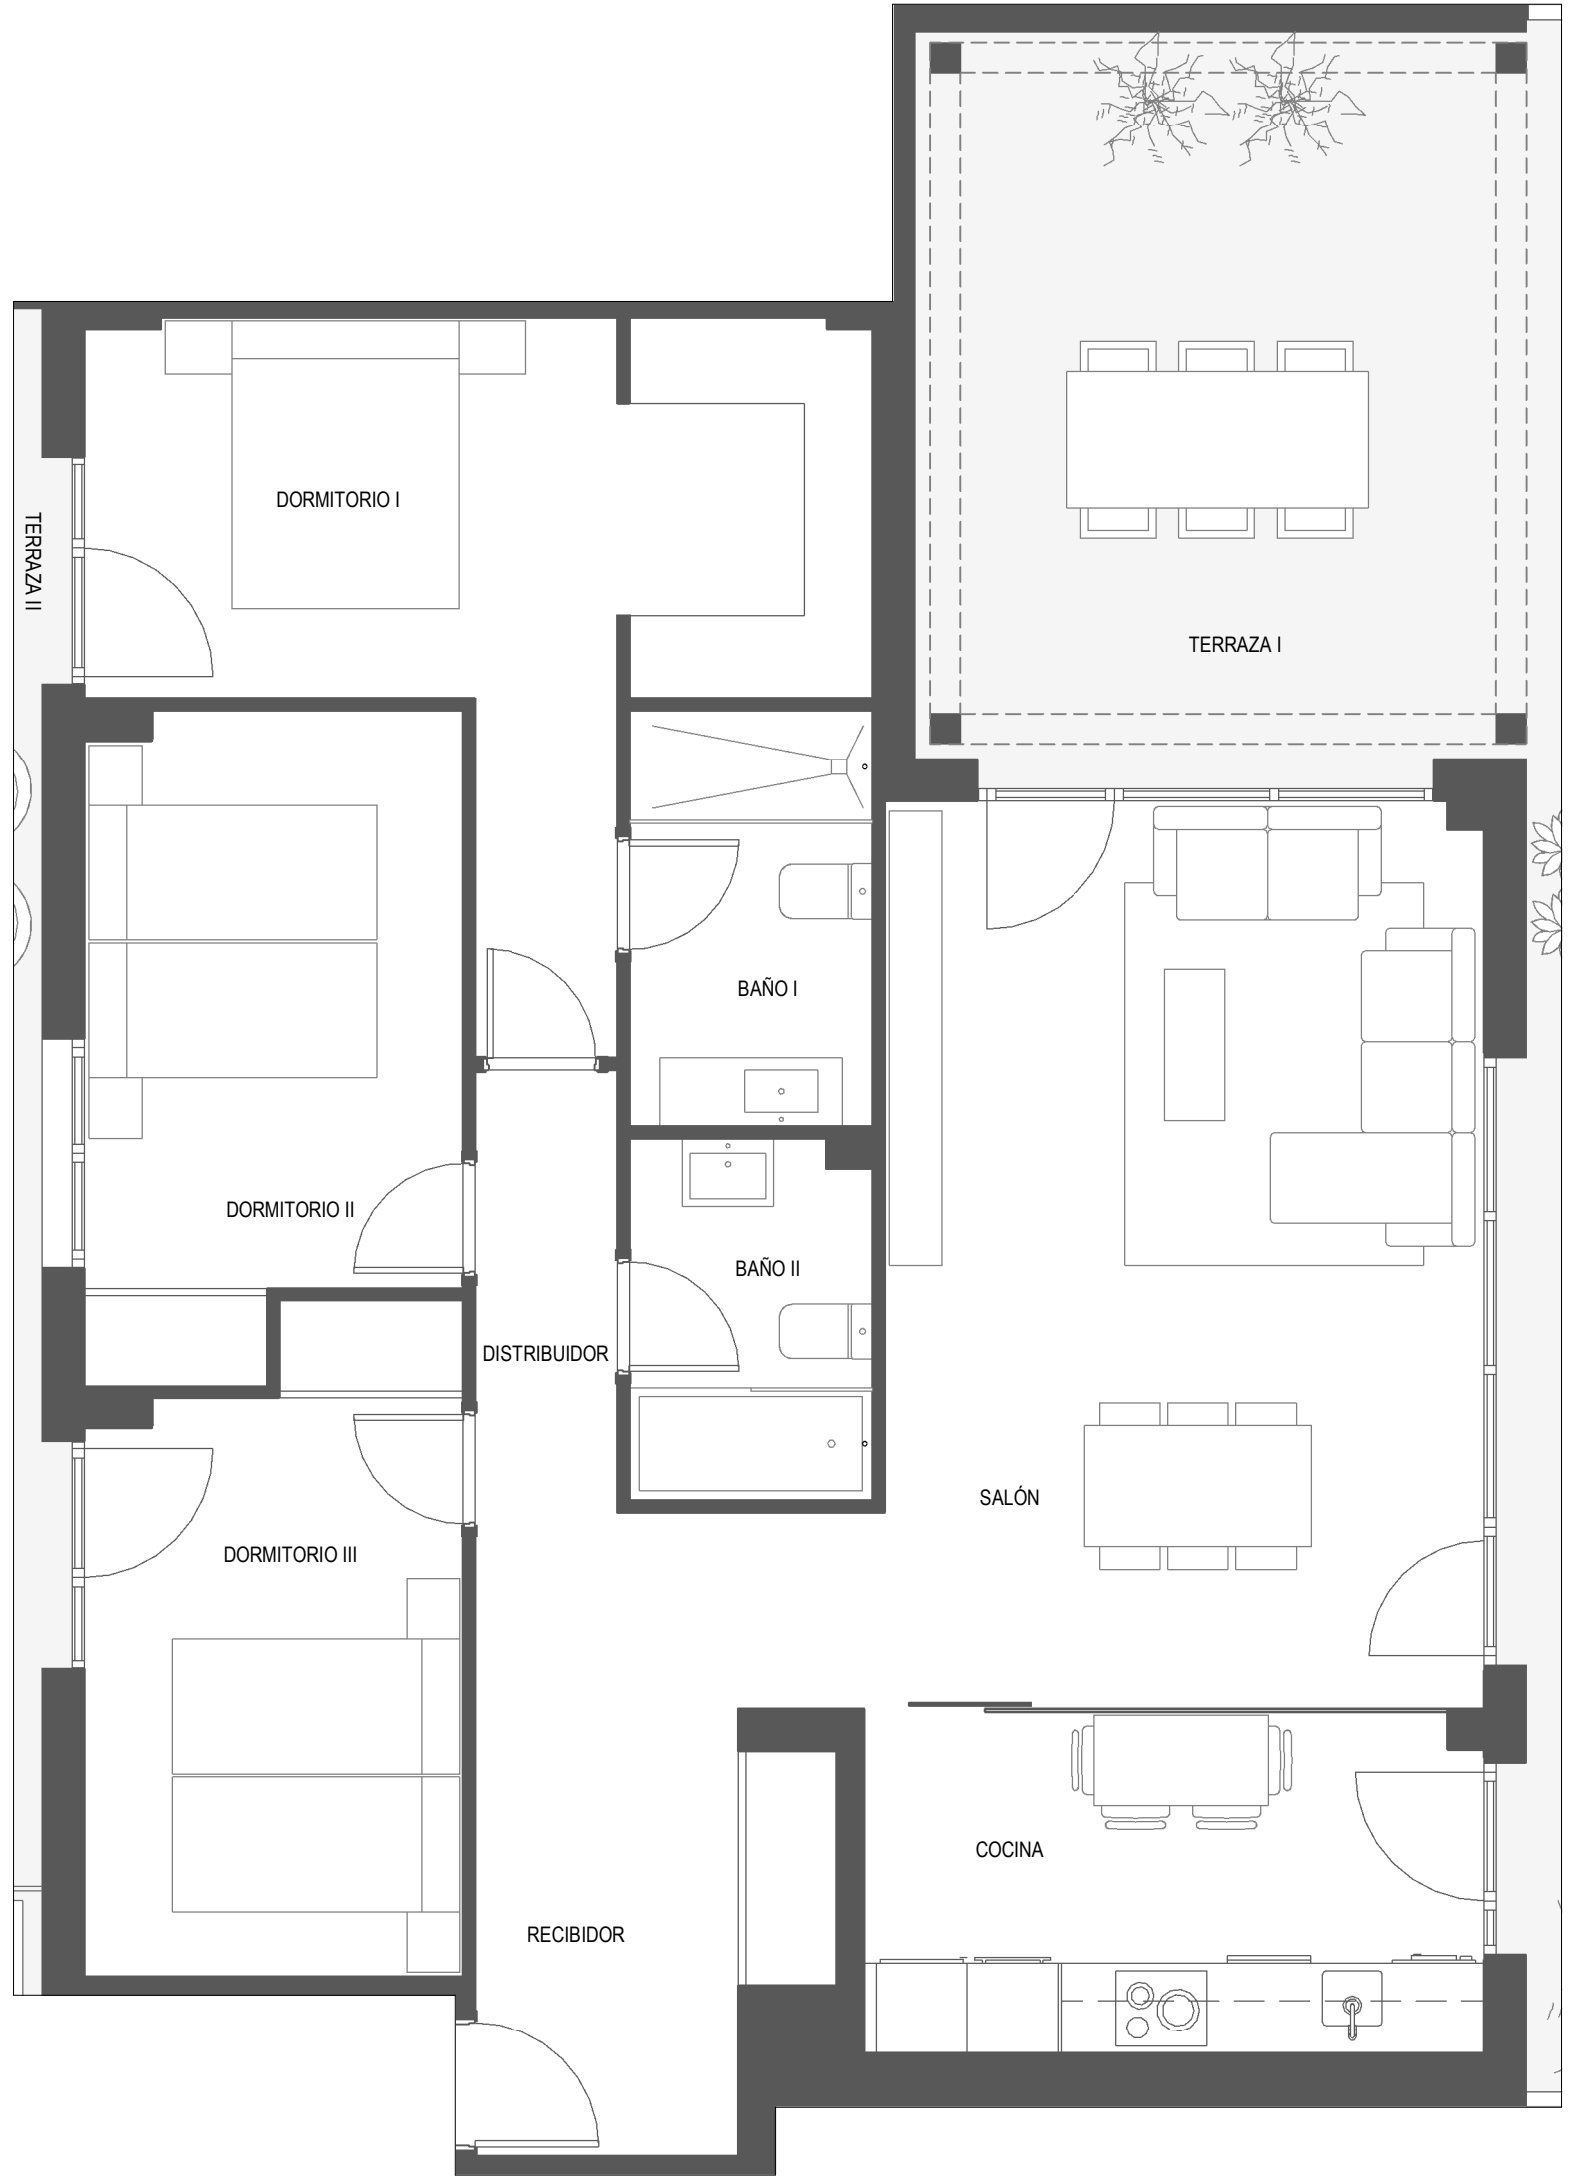 DORMITORIO I
TERRAZA II
TERRAZA I
BAÑO I
DORMITORIO II
BAÑO II
DISTRIBUIDOR
SALÓN
DORMITORIO III
COCINA
RECIBIDOR